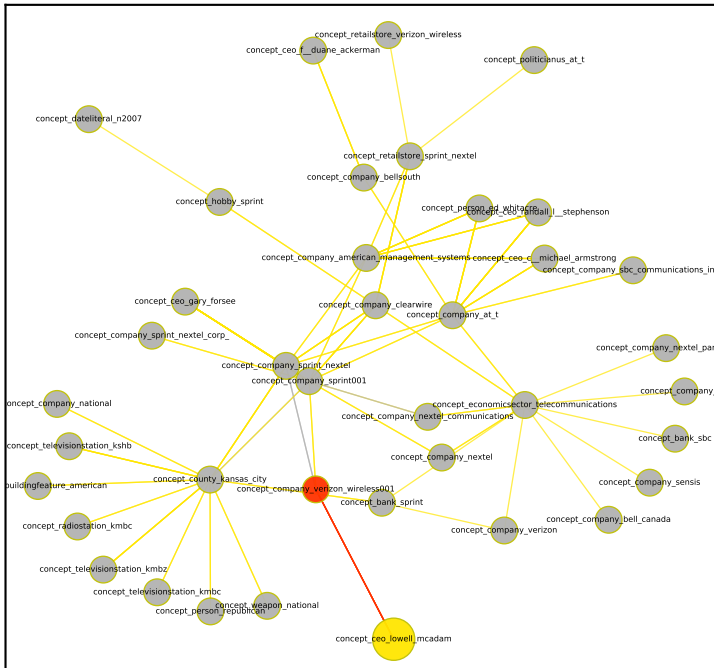 concept_retailstore_verizon_wireless
concept_ceo_f__duane_ackerman
concept_politicianus_at_t
concept_dateliteral_n2007
concept_retailstore_sprint_nextel
concept_company_bellsouth
concept_hobby_sprint
concept_person_ed_whitacre
concept_ceo_randall_l__stephenson
concept_company_american_management_systems
concept_ceo_c__michael_armstrong
concept_company_sbc_communications_in
concept_ceo_gary_forsee
concept_company_clearwire
concept_company_at_t
concept_company_sprint_nextel_corp_
concept_company_nextel_par
concept_company_sprint_nextel
concept_company_sprint001
concept_company_
concept_company_national
concept_economicsector_telecommunications
concept_company_nextel_communications
concept_bank_sbc
concept_televisionstation_kshb
concept_company_nextel
concept_county_kansas_city
concept_company_sensis
buildingfeature_american
concept_company_verizon_wireless001
concept_bank_sprint
concept_company_bell_canada
concept_radiostation_kmbc
concept_company_verizon
concept_televisionstation_kmbz
concept_televisionstation_kmbc
concept_weapon_national
concept_person_republican
concept_ceo_lowell_mcadam